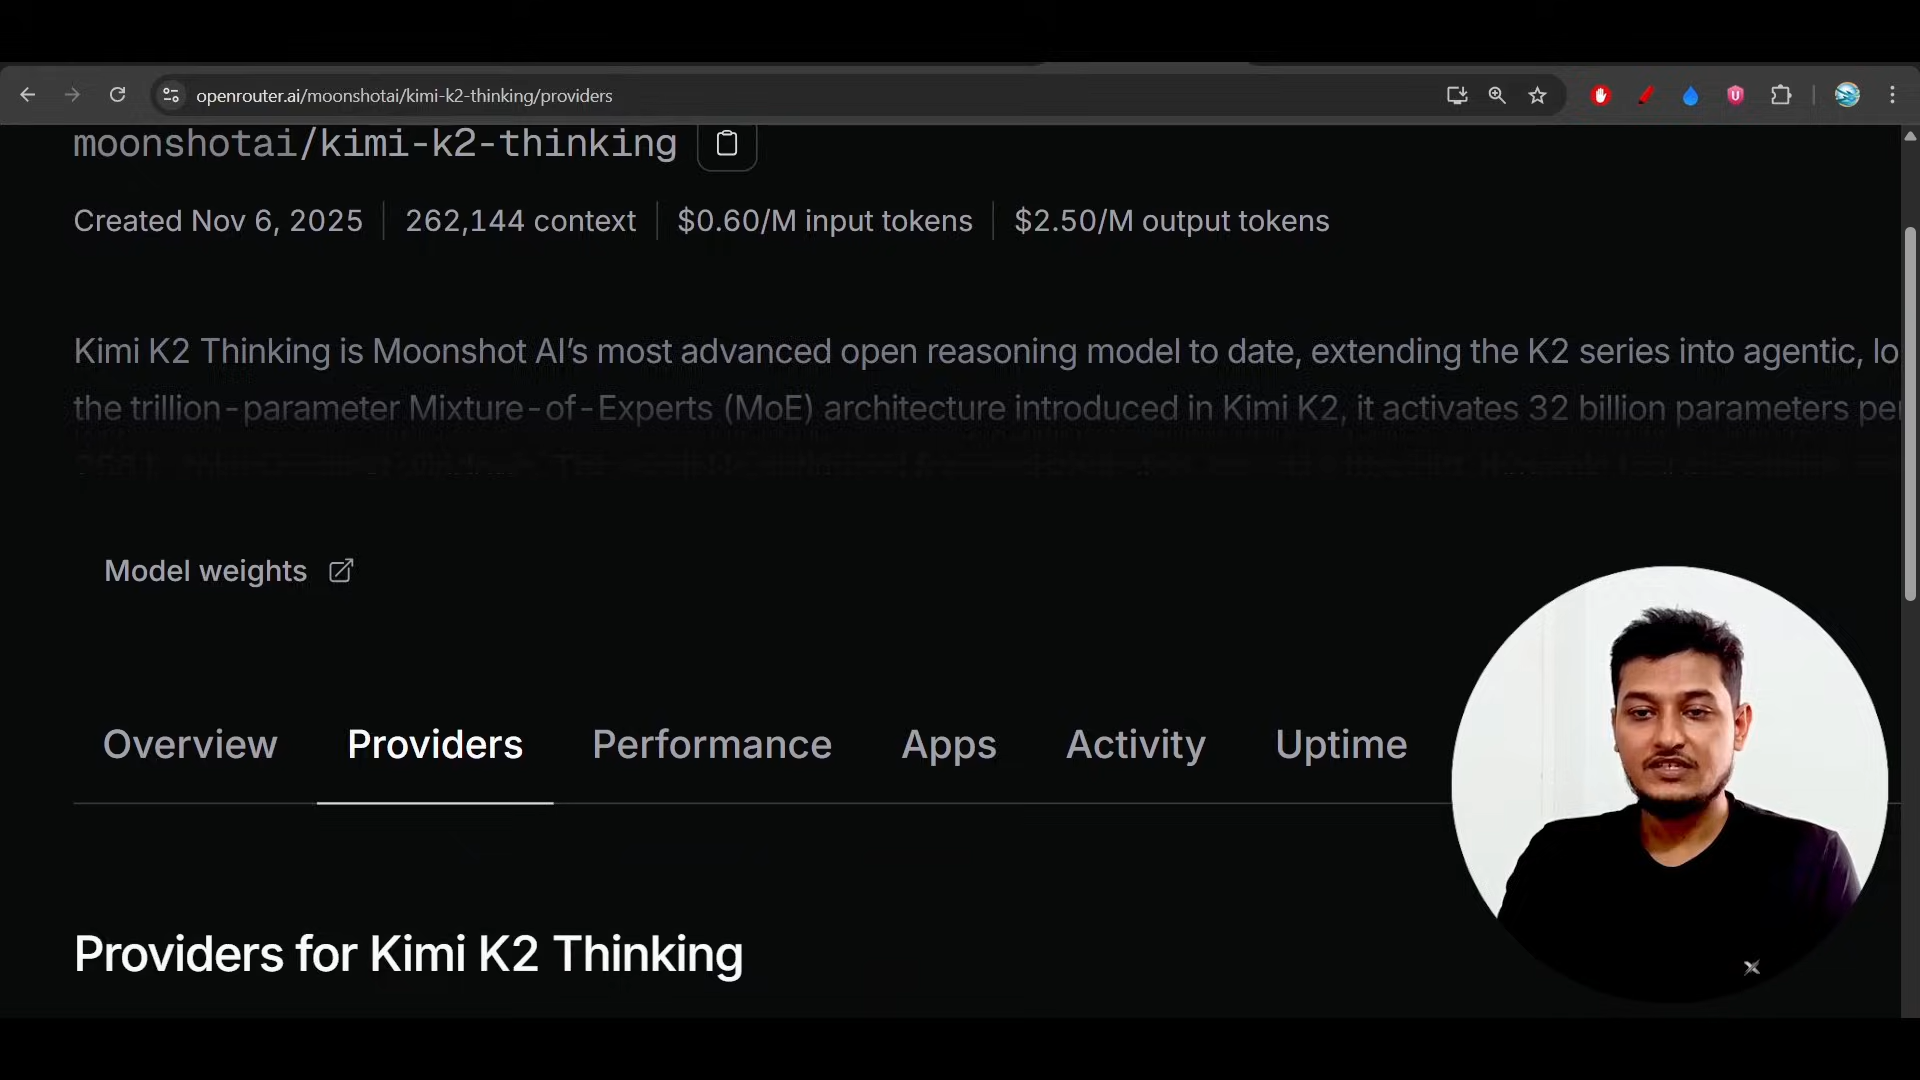 openrouter.ai/moonshotai/kimi-k2-thinking/providers
moonshotai/kimi-k2-thinking
Created Nov 6, 2025 262,144 context $0.60/M input tokens $2.50/M output tokens
Kimi K2 Thinking is Moonshot AI’s most advanced open reasoning model to date, extending the K2 series into agentic, lo
the trillion-parameter Mixture-of-Experts (MoE) architecture introduced in Kimi K2, it activates 32 billion parameters pe
Model weights
Overview Providers Performance Apps Activity Uptime
Providers for Kimi K2 Thinking